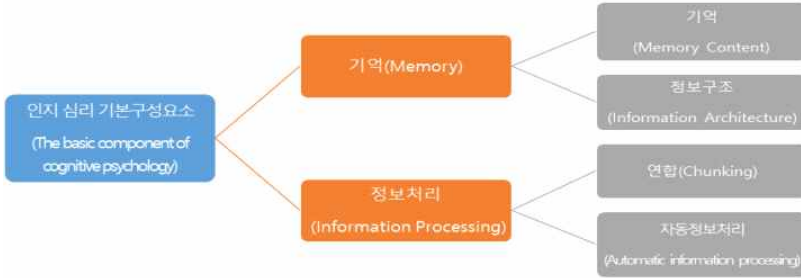 인지 심리 기본구성요소
(The basic component of
cognitive psychology)
기억(Memory)
정보처리
(Information Processing)
기억
(Memory Content)
정보구조
(Information Architecture)
연합(Chunking)
자동정보처리
(Automatic information processing)